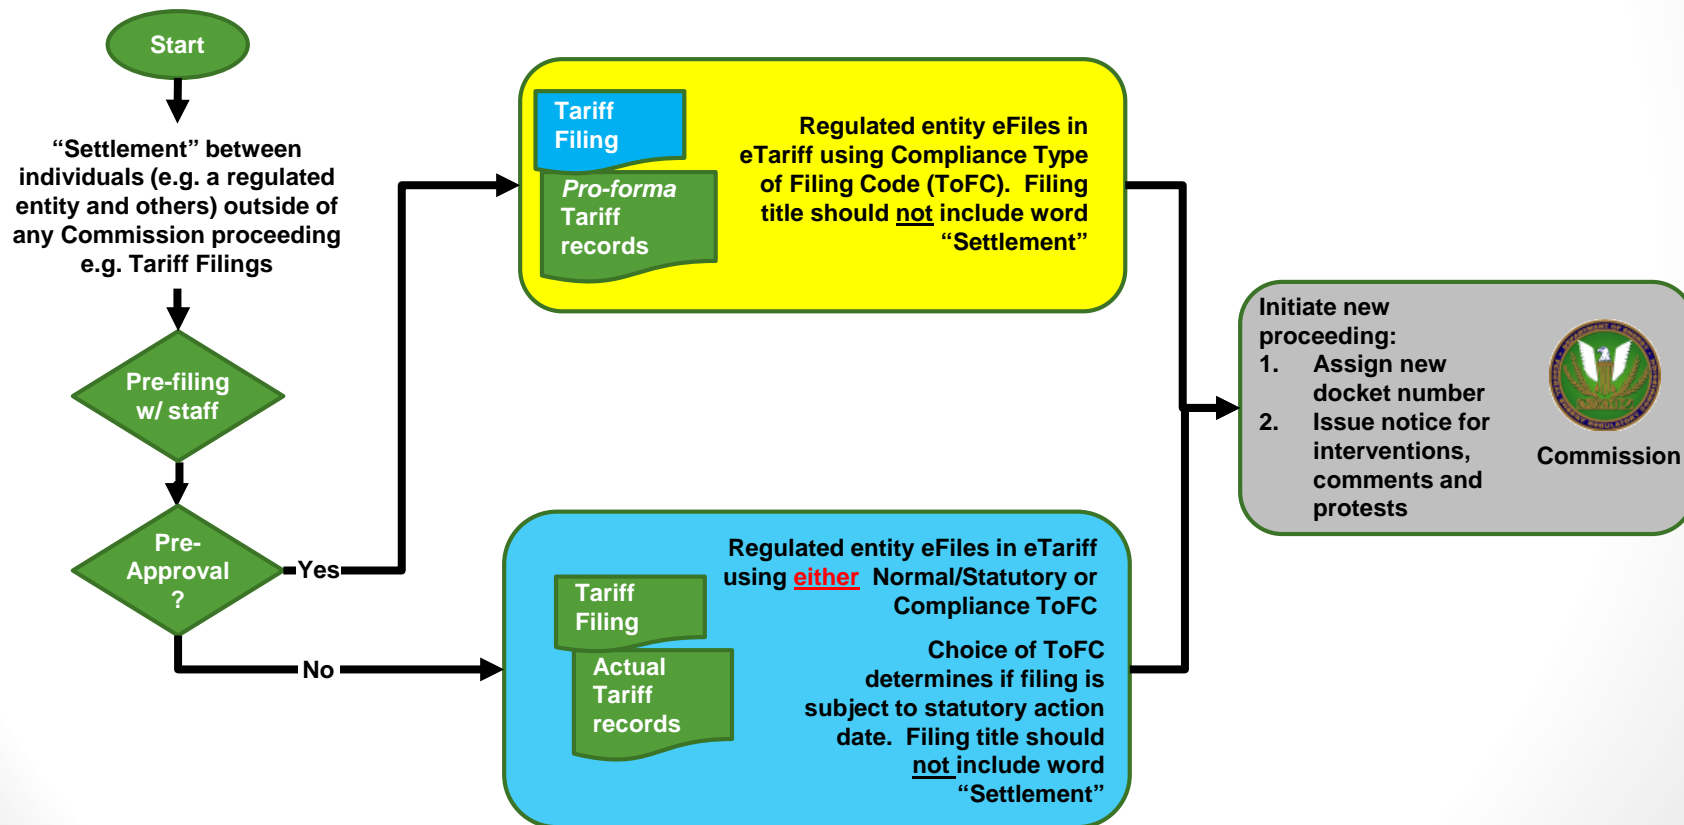 Start
“Settlement” between
individuals (e.g. a regulated
entity and others) outside of
any Commission proceeding
e.g. Tariff Filings
Pre-filing
w/ staff
Pre-
Approval
?
Yes
No
Tariff
Filing
Pro-forma
Tariff
records
Regulated entity eFiles in
eTariff using Compliance Type
of Filing Code (ToFC).  Filing
title should not include word
“Settlement”
Tariff
Filing
Actual
Tariff
records
Regulated entity eFiles in eTariff
using either  Normal/Statutory or
Compliance ToFC
Choice of ToFC
determines if filing is
subject to statutory action
date.  Filing title should
not include word
“Settlement”
Initiate new
proceeding:
1. Assign new
docket number
2. Issue notice for
interventions,
comments and
protests
Commission